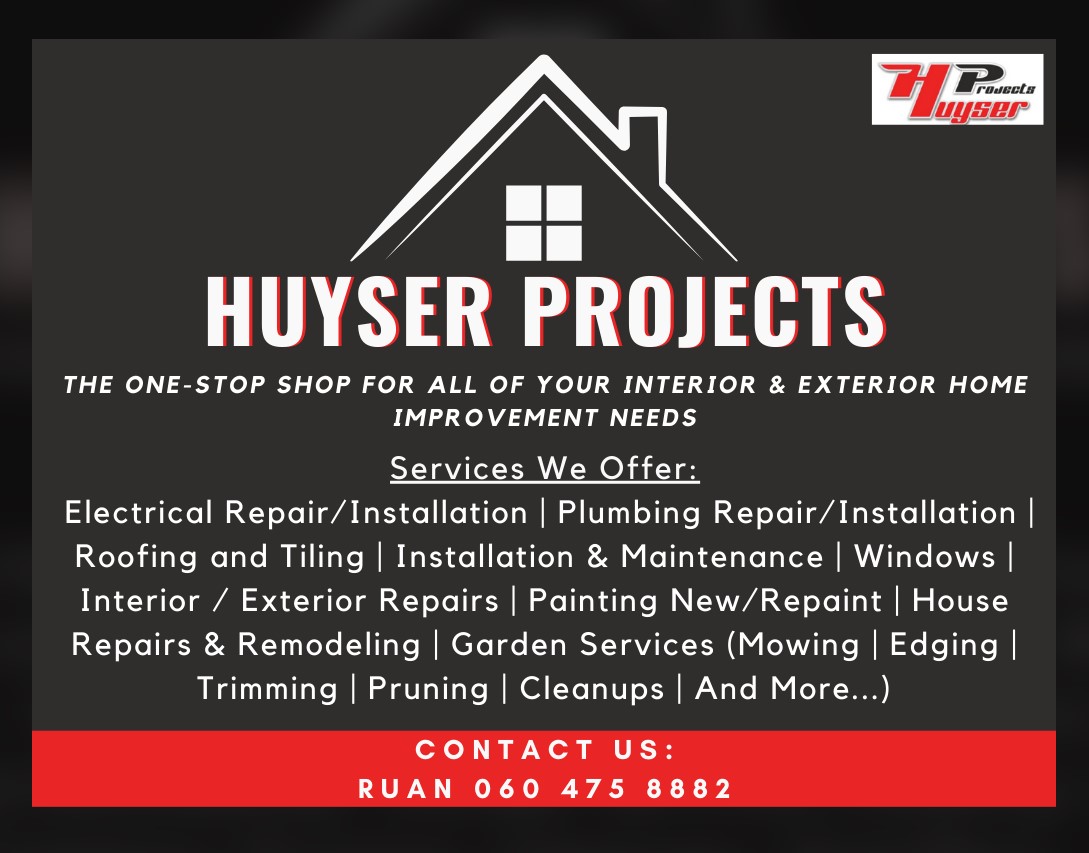 HP Projects
Huyser
HUYSER PROJECTS
THE ONE-STOP SHOP FOR ALL OF YOUR INTERIOR & EXTERIOR HOME
IMPROVEMENT NEEDS
Services We Offer:
Electrical Repair/Installation | Plumbing Repair/Installation |
Roofing and Tiling | Installation & Maintenance | Windows |
Interior / Exterior Repairs | Painting New/Repaint | House
Repairs & Remodeling | Garden Services (Mowing | Edging |
Trimming | Pruning | Cleanups | And More...)
CONTACT US:
RUAN 060 475 8882